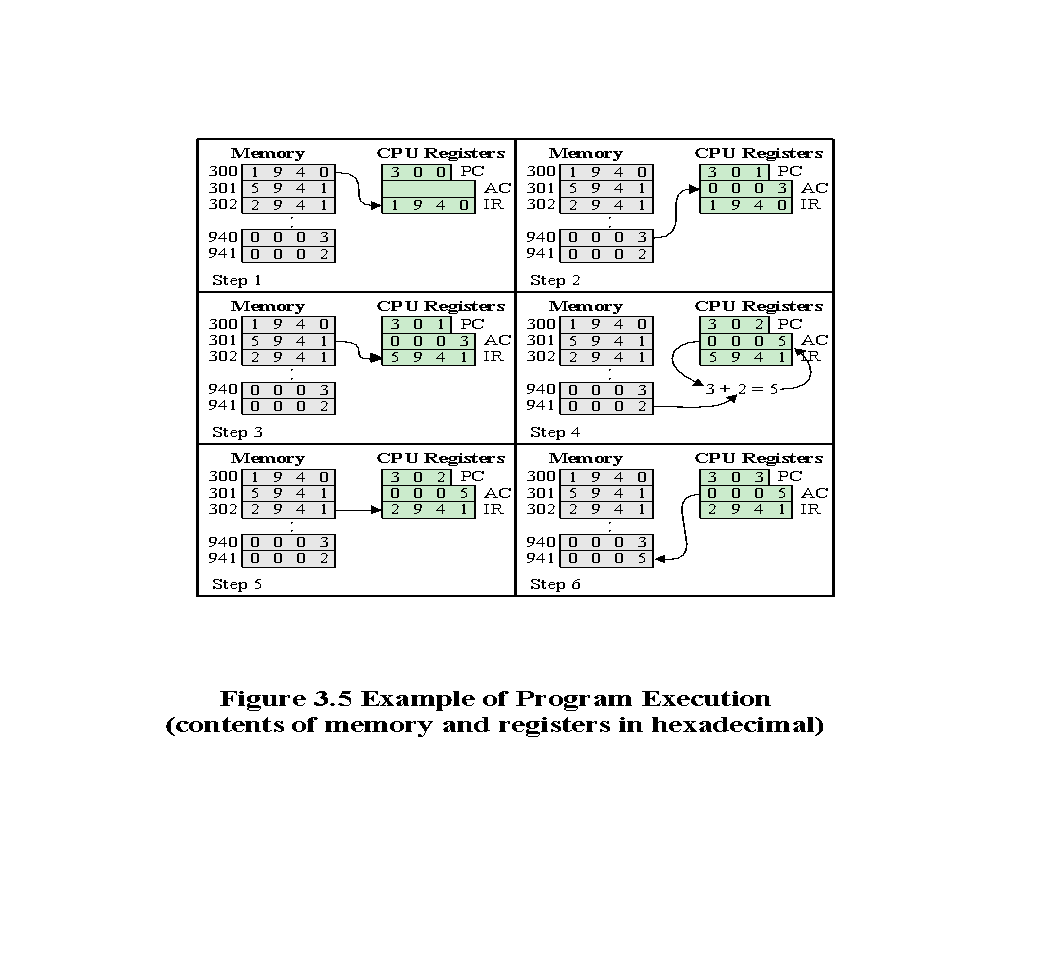 Memory CPU Registers
300 1 9 4 0 3 0 0 PC
301 5 9 4 1 AC
302 2 9 4 1 1 9 4 0 IR
940 0 0 0 3
941 0 0 0 2
Step 1
Memory CPU Registers
300 1 9 4 0 3 0 1 PC
301 5 9 4 1 0 0 0 3 AC
302 2 9 4 1 1 9 4 0 IR
940 0 0 0 3
941 0 0 0 2
Step 2
Memory CPU Registers
300 1 9 4 0 3 0 1 PC
301 5 9 4 1 0 0 0 3 AC
302 2 9 4 1 5 9 4 1 IR
940 0 0 0 3
941 0 0 0 2
Step 3
Memory CPU Registers
300 1 9 4 0 3 0 2 PC
301 5 9 4 1 0 0 0 5 AC
302 2 9 4 1 5 9 4 1 IR
940 0 0 0 3 3 + 2 = 5
941 0 0 0 2
Step 4
Memory CPU Registers
300 1 9 4 0 3 0 2 PC
301 5 9 4 1 0 0 0 5 AC
302 2 9 4 1 2 9 4 1 IR
940 0 0 0 3
941 0 0 0 2
Step 5
Memory CPU Registers
300 1 9 4 0 3 0 3 PC
301 5 9 4 1 0 0 0 5 AC
302 2 9 4 1 2 9 4 1 IR
940 0 0 0 3
941 0 0 0 5
Step 6
Figure 3.5 Example of Program Execution
(contents of memory and registers in hexadecimal)